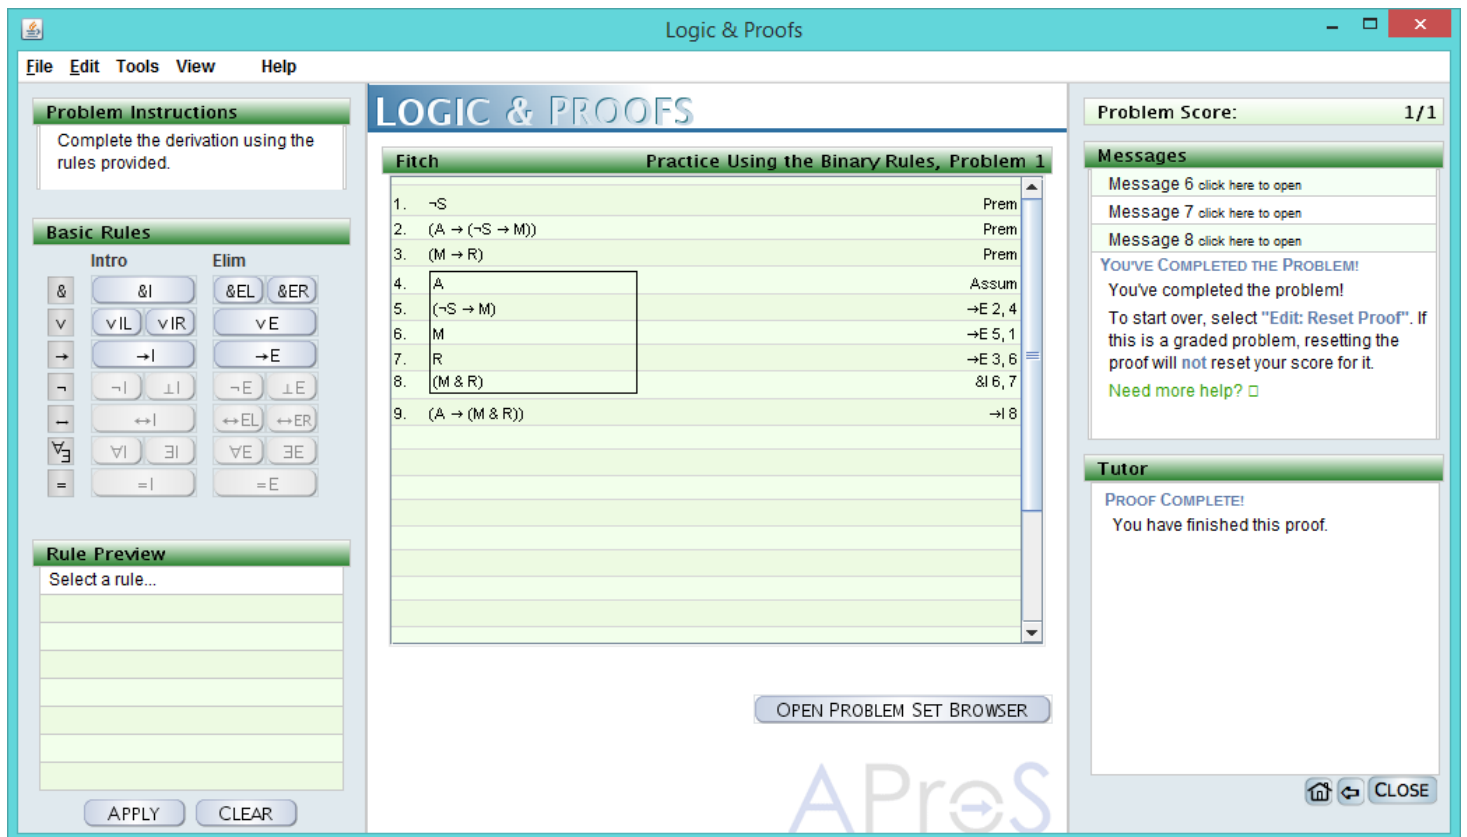 Logic & Proofs
File Edit Tools View Help
Problem Instructions
Complete the derivation using the
rules provided.
Basic Rules
Intro Elim
& &I &EL &ER
∨ ∨IL ∨IR ∨E
→ →I →E
¬ ¬I ⊥I ¬E ⊥E
↔ ↔I ↔EL ↔ER
∀∃ ∀I ∃I ∀E ∃E
= =I =E
Rule Preview
Select a rule...
APPLY CLEAR
LOGIC & PROOFS
Fitch Practice Using the Binary Rules, Problem 1
1. ¬S Prem
2. (A → (¬S → M)) Prem
3. (M → R) Prem
4. A Assum
5. (¬S → M) →E 2, 4
6. M →E 5, 1
7. R →E 3, 6
8. (M & R) &I 6, 7
9. (A → (M & R)) →I 8
OPEN PROBLEM SET BROWSER
AProS
Problem Score: 1/1
Messages
Message 6 click here to open
Message 7 click here to open
Message 8 click here to open
YOU'VE COMPLETED THE PROBLEM!
You've completed the problem!
To start over, select "Edit: Reset Proof". If
this is a graded problem, resetting the
proof will not reset your score for it.
Need more help? □
Tutor
PROOF COMPLETE!
You have finished this proof.
CLOSE